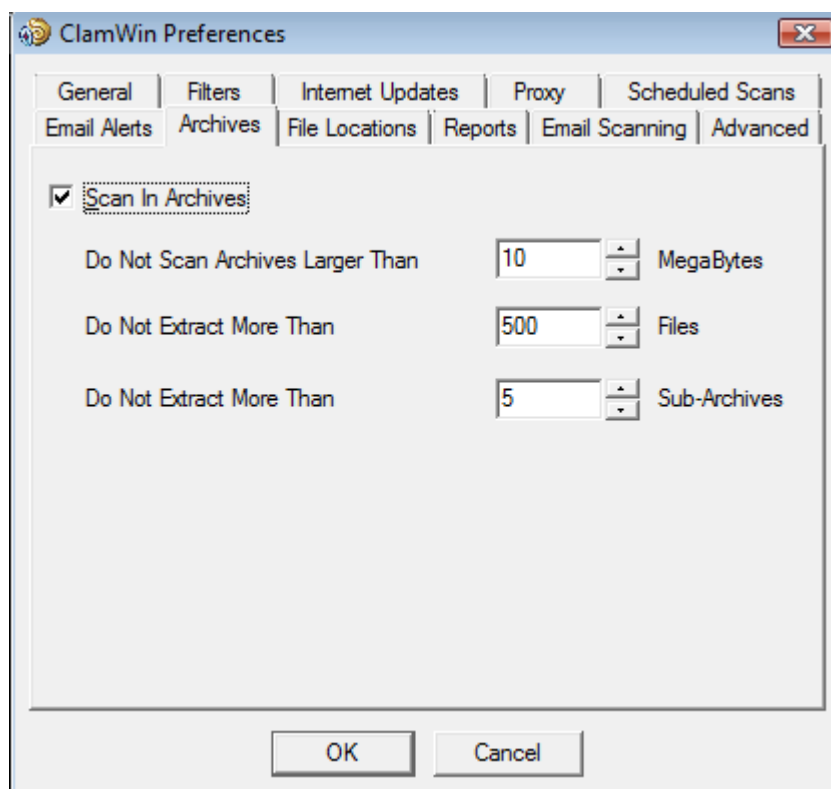 ClamWin Preferences
General Filters Internet Updates Proxy Scheduled Scans
Email Alerts Archives File Locations Reports Email Scanning Advanced
Scan In Archives
Do Not Scan Archives Larger Than 10 MegaBytes
Do Not Extract More Than 500 Files
Do Not Extract More Than 5 Sub-Archives
OK Cancel